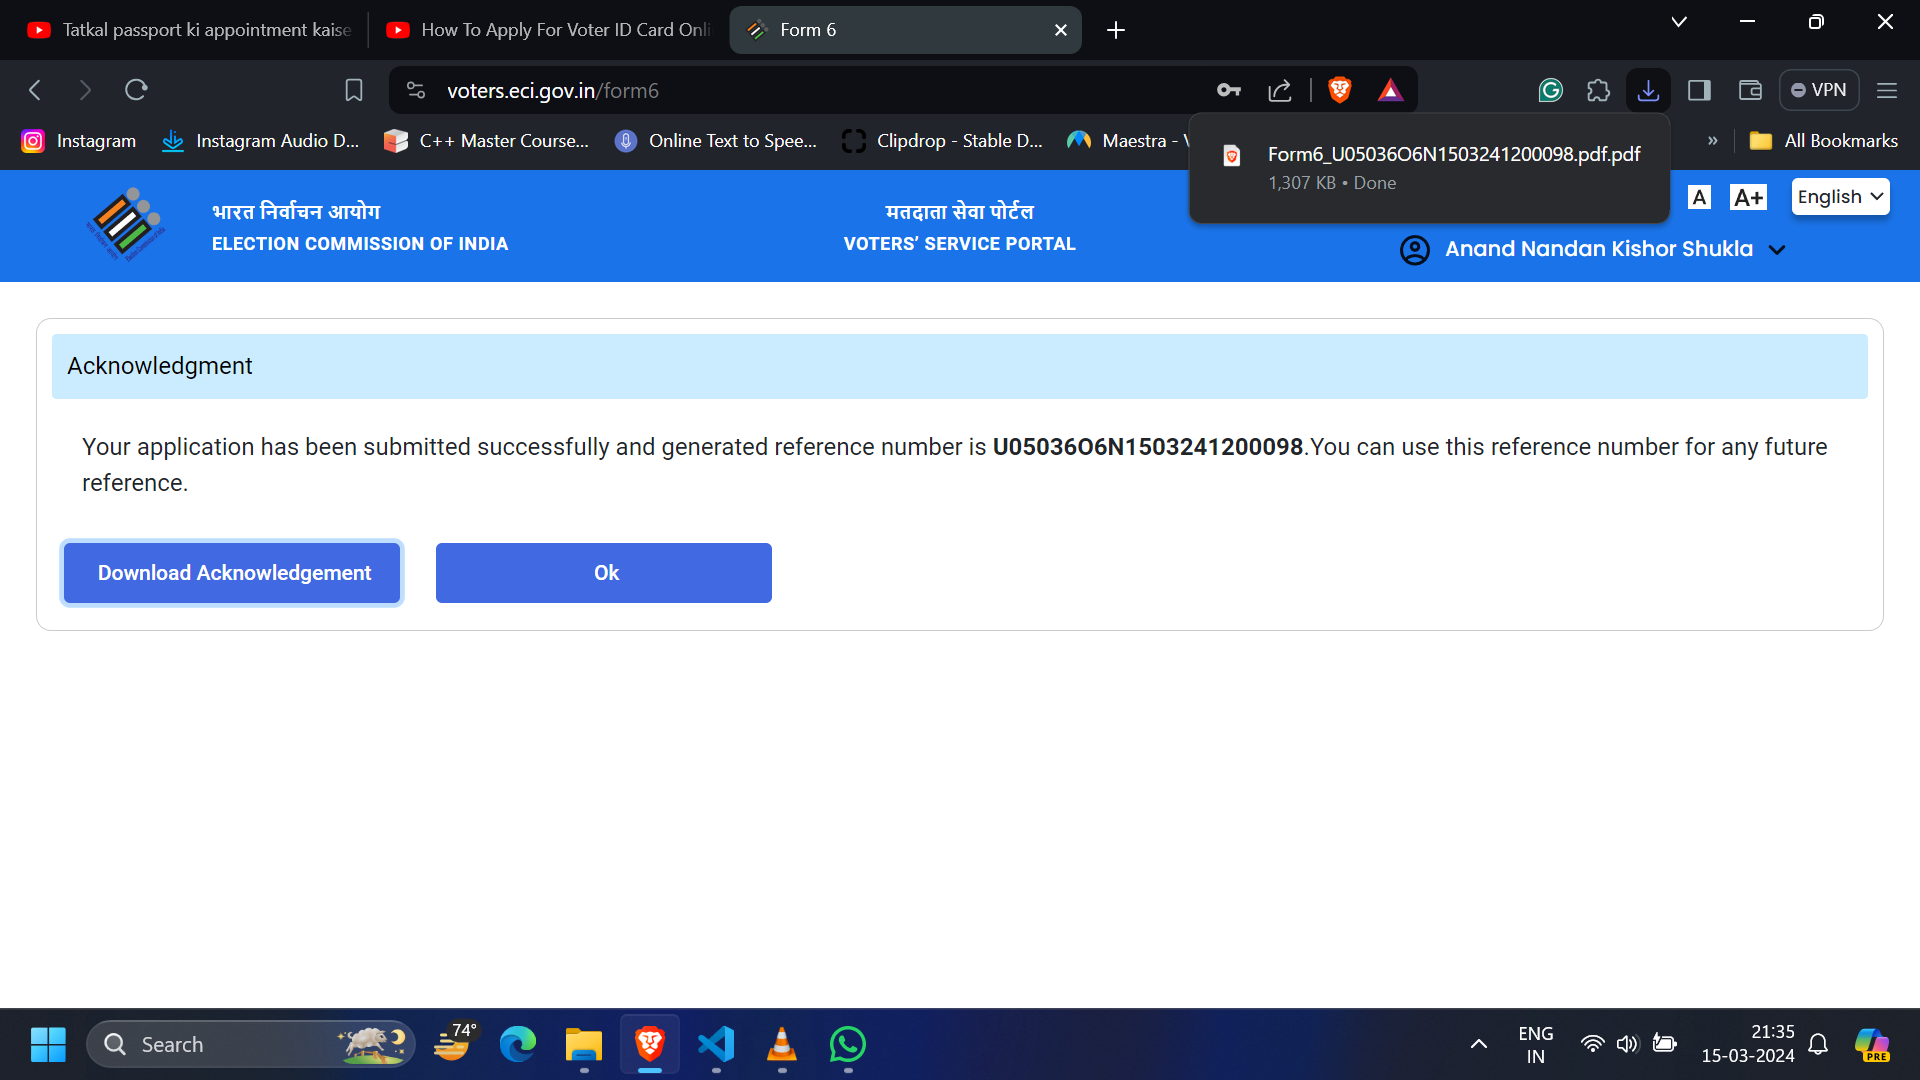 Tatkal passport ki appointment kaise
How To Apply For Voter ID Card Onli
Form 6
voters.eci.gov.in/form6
VPN
Instagram
Instagram Audio D...
C++ Master Course...
Online Text to Spee...
Clipdrop - Stable D...
Maestra - V
»
All Bookmarks
Form6_U05036O6N1503241200098.pdf.pdf
1,307 KB • Done
भारत निर्वाचन आयोग
ELECTION COMMISSION OF INDIA
मतदाता सेवा पोर्टल
VOTERS' SERVICE PORTAL
A
A+
English
Anand Nandan Kishor Shukla
Acknowledgment
Your application has been submitted successfully and generated reference number is U05036O6N1503241200098.You can use this reference number for any future
reference.
Download Acknowledgement
Ok
Search
74°
ENG
IN
21:35
15-03-2024
PRE